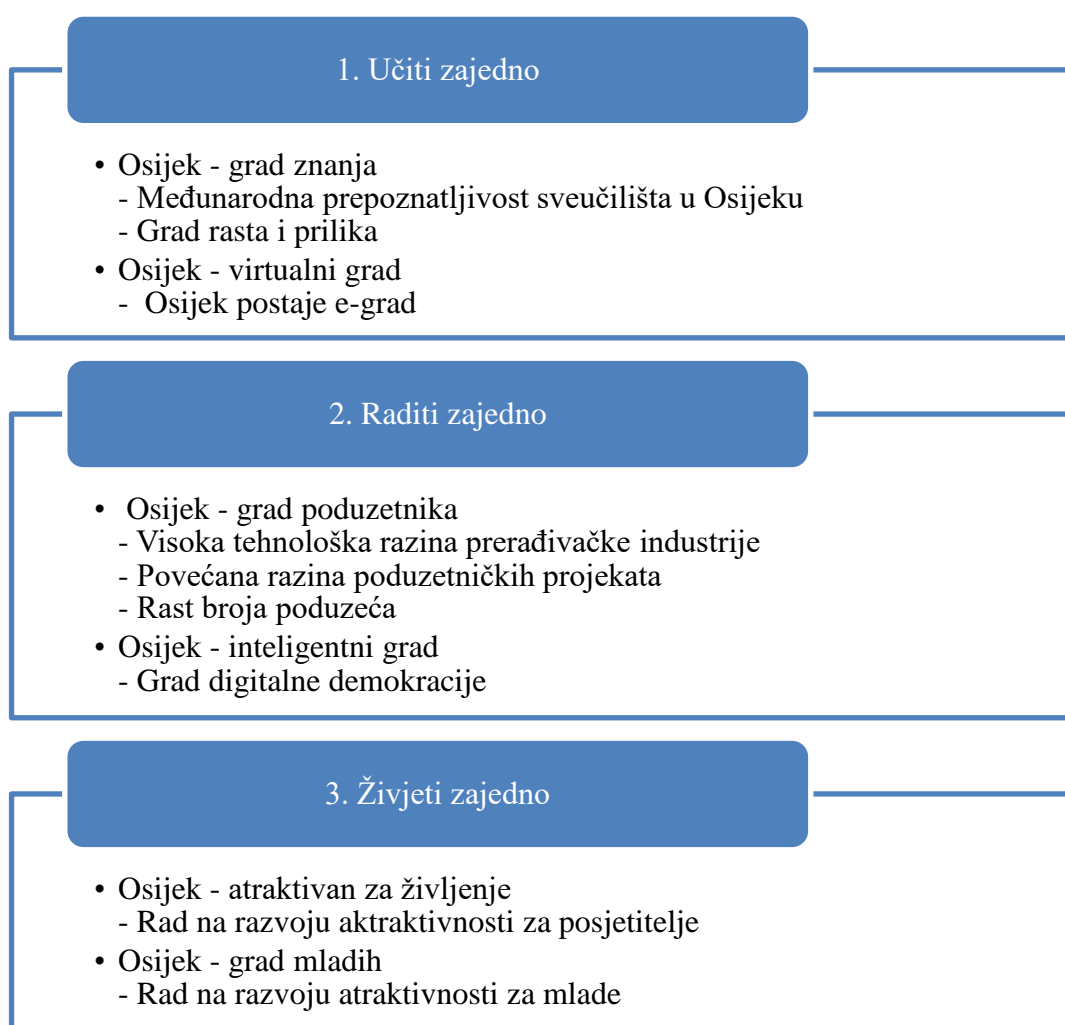 1. Učiti zajedno
• Osijek - grad znanja
- Međunarodna prepoznatljivost sveučilišta u Osijeku
- Grad rasta i prilika
• Osijek - virtualni grad
- Osijek postaje e-grad
2. Raditi zajedno
• Osijek - grad poduzetnika
- Visoka tehnološka razina prerađivačke industrije
- Povećana razina poduzetničkih projekata
- Rast broja poduzeća
• Osijek - inteligentni grad
- Grad digitalne demokracije
3. Živjeti zajedno
• Osijek - atraktivan za življenje
- Rad na razvoju aktraktivnosti za posjetitelje
• Osijek - grad mladih
- Rad na razvoju atraktivnosti za mlade